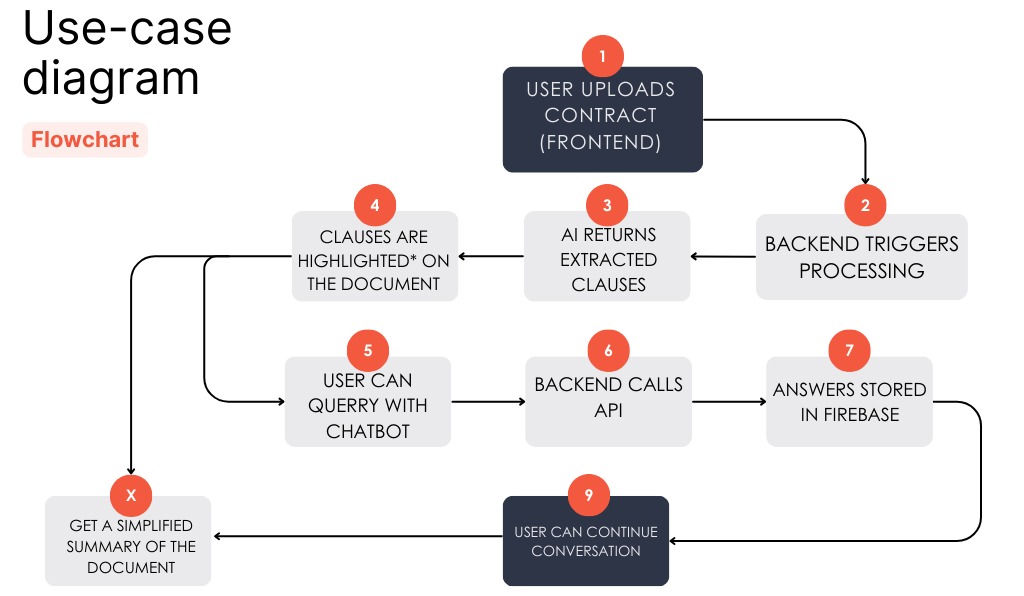 Use-case
diagram
Flowchart
1
USER UPLOADS
CONTRACT
(FRONTEND)
2
BACKEND TRIGGERS
PROCESSING
3
AI RETURNS
EXTRACTED
CLAUSES
4
CLAUSES ARE
HIGHLIGHTED* ON
THE DOCUMENT
5
USER CAN
QUERRY WITH
CHATBOT
6
BACKEND CALLS
API
7
ANSWERS STORED
IN FIREBASE
9
USER CAN CONTINUE
CONVERSATION
X
GET A SIMPLIFIED
SUMMARY OF THE
DOCUMENT